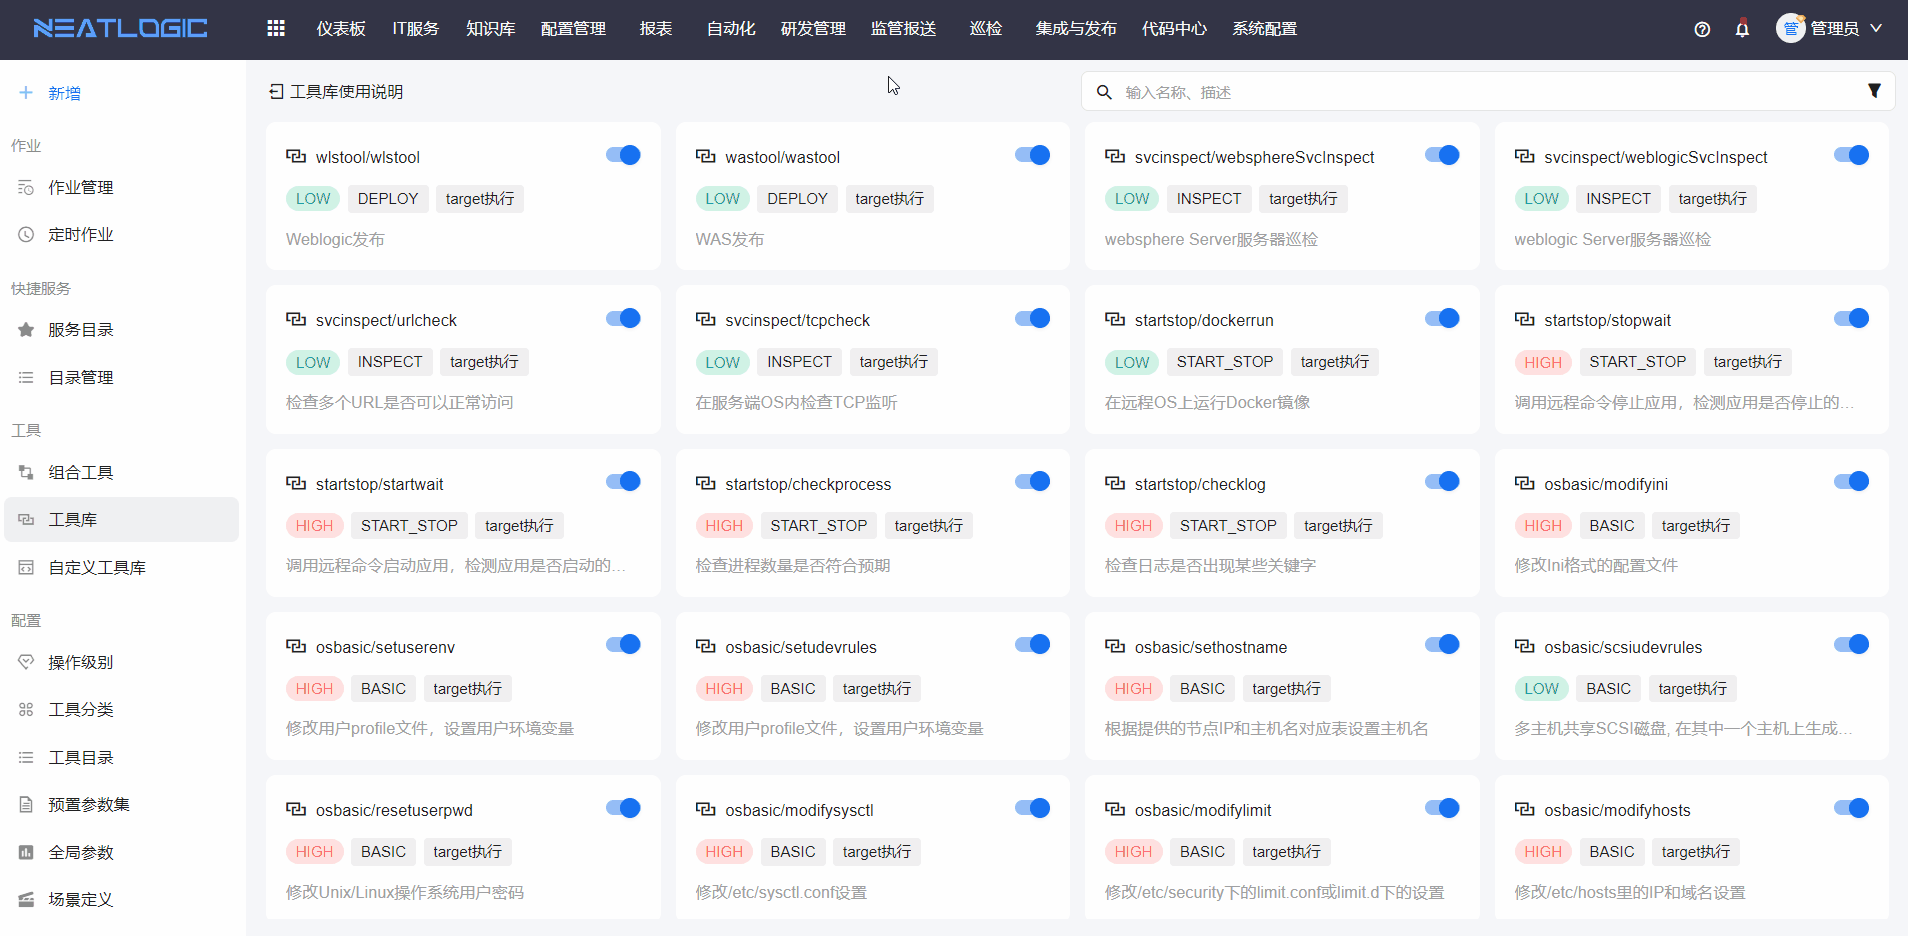 NEATLOGIC 仪表板 IT服务 知识库 配置管理 报表 自动化 研发管理 监管报送 巡检 集成与发布 代码中心 系统配置 管 管理员
新增
作业
作业管理
定时作业
快捷服务
服务目录
目录管理
工具
组合工具
工具库
自定义工具库
配置
操作级别
工具分类
工具目录
预置参数集
全局参数
场景定义
工具库使用说明
输入名称、描述
wlstool/wlstool
LOW DEPLOY target执行
Weblogic发布
wastool/wastool
LOW DEPLOY target执行
WAS发布
svcinspect/websphereSvcInspect
LOW INSPECT target执行
websphere Server服务器巡检
svcinspect/weblogicSvcInspect
LOW INSPECT target执行
weblogic Server服务器巡检
svcinspect/urlcheck
LOW INSPECT target执行
检查多个URL是否可以正常访问
svcinspect/tcpcheck
LOW INSPECT target执行
在服务端OS内检查TCP监听
startstop/dockerrun
LOW START_STOP target执行
在远程OS上运行Docker镜像
startstop/stopwait
HIGH START_STOP target执行
调用远程命令停止应用，检测应用是否停止的...
startstop/startwait
HIGH START_STOP target执行
调用远程命令启动应用，检测应用是否启动的...
startstop/checkprocess
HIGH START_STOP target执行
检查进程数量是否符合预期
startstop/checklog
HIGH START_STOP target执行
检查日志是否出现某些关键字
osbasic/modifyini
HIGH BASIC target执行
修改Ini格式的配置文件
osbasic/setuserenv
HIGH BASIC target执行
修改用户profile文件，设置用户环境变量
osbasic/setudevrules
HIGH BASIC target执行
修改用户profile文件，设置用户环境变量
osbasic/sethostname
HIGH BASIC target执行
根据提供的节点IP和主机名对应表设置主机名
osbasic/scsiudevrules
LOW BASIC target执行
多主机共享SCSI磁盘, 在其中一个主机上生成...
osbasic/resetuserpwd
HIGH BASIC target执行
修改Unix/Linux操作系统用户密码
osbasic/modifysysctl
HIGH BASIC target执行
修改/etc/sysctl.conf设置
osbasic/modifylimit
HIGH BASIC target执行
修改/etc/security下的limit.conf或limit.d下的设置
osbasic/modifyhosts
HIGH BASIC target执行
修改/etc/hosts里的IP和域名设置